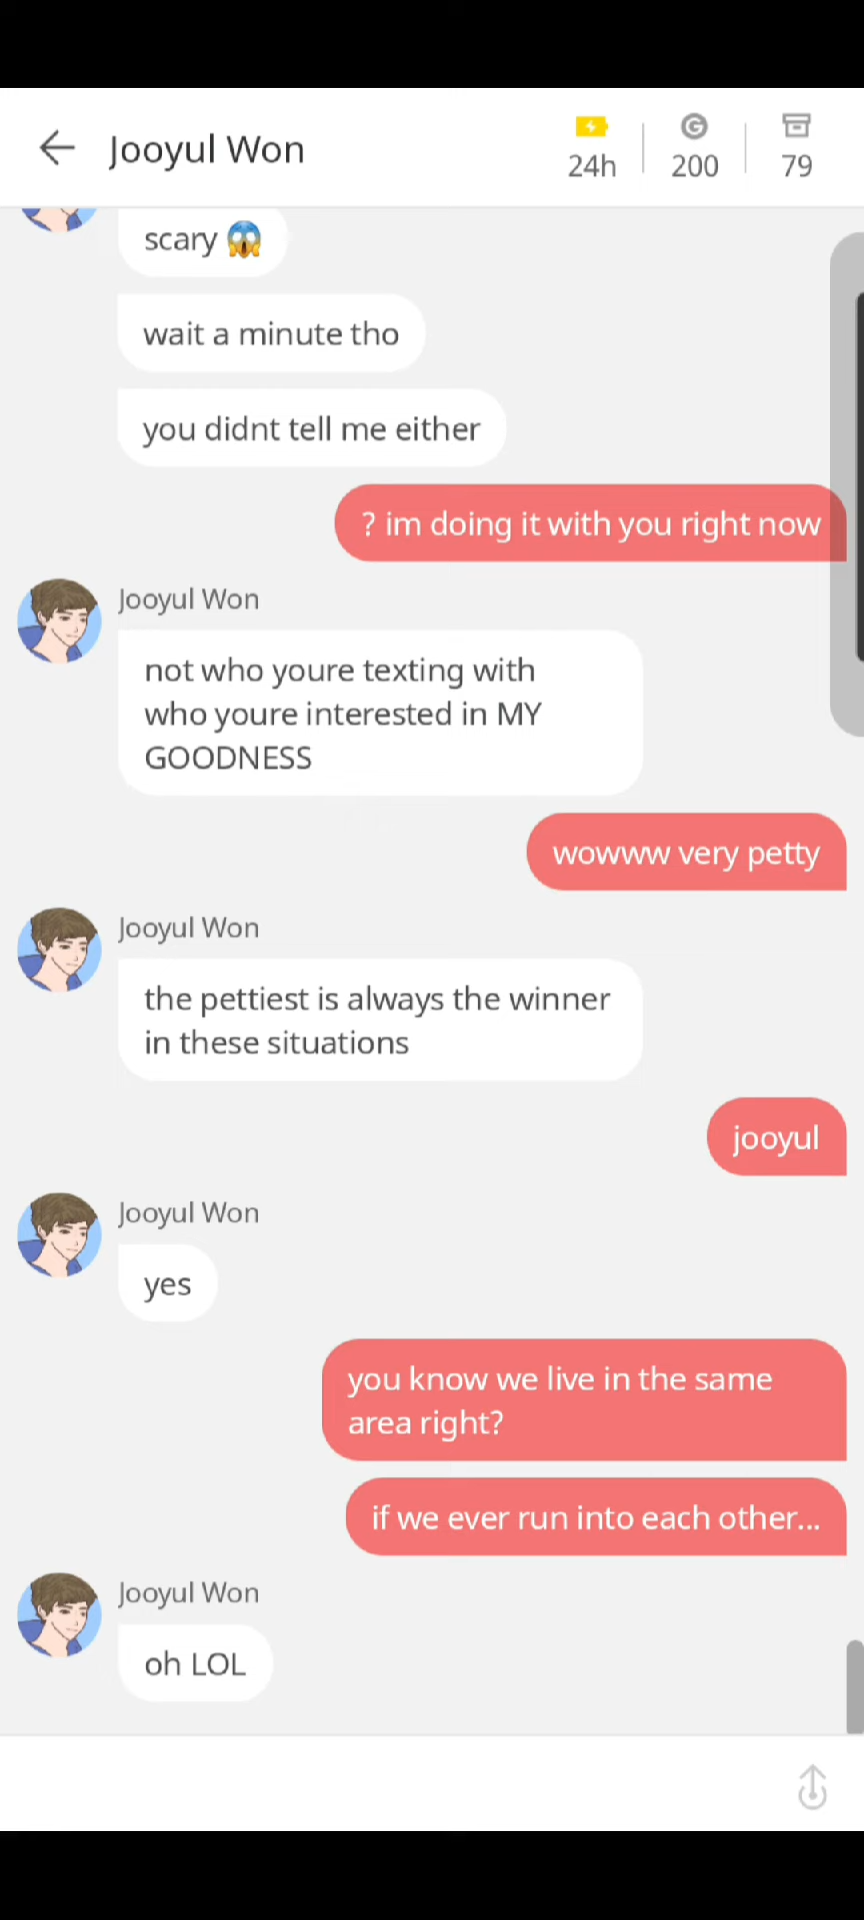 Jooyul Won
24h
200
79
scary 😱
wait a minute tho
you didnt tell me either
? im doing it with you right now
Jooyul Won
not who youre texting with
who youre interested in MY
GOODNESS
wowww very petty
Jooyul Won
the pettiest is always the winner
in these situations
jooyul
Jooyul Won
yes
you know we live in the same
area right?
if we ever run into each other...
Jooyul Won
oh LOL